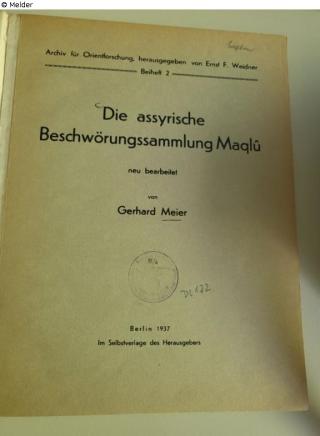 © Melder
Archiv für Orientforschung, herausgegeben von Ernst F. Weidner
Beiheft 2
Die assyrische
Beschwörungssammlung Maqlû
neu bearbeitet
von
Gerhard Meier
Berlin 1937
Im Selbstverlage des Herausgebers